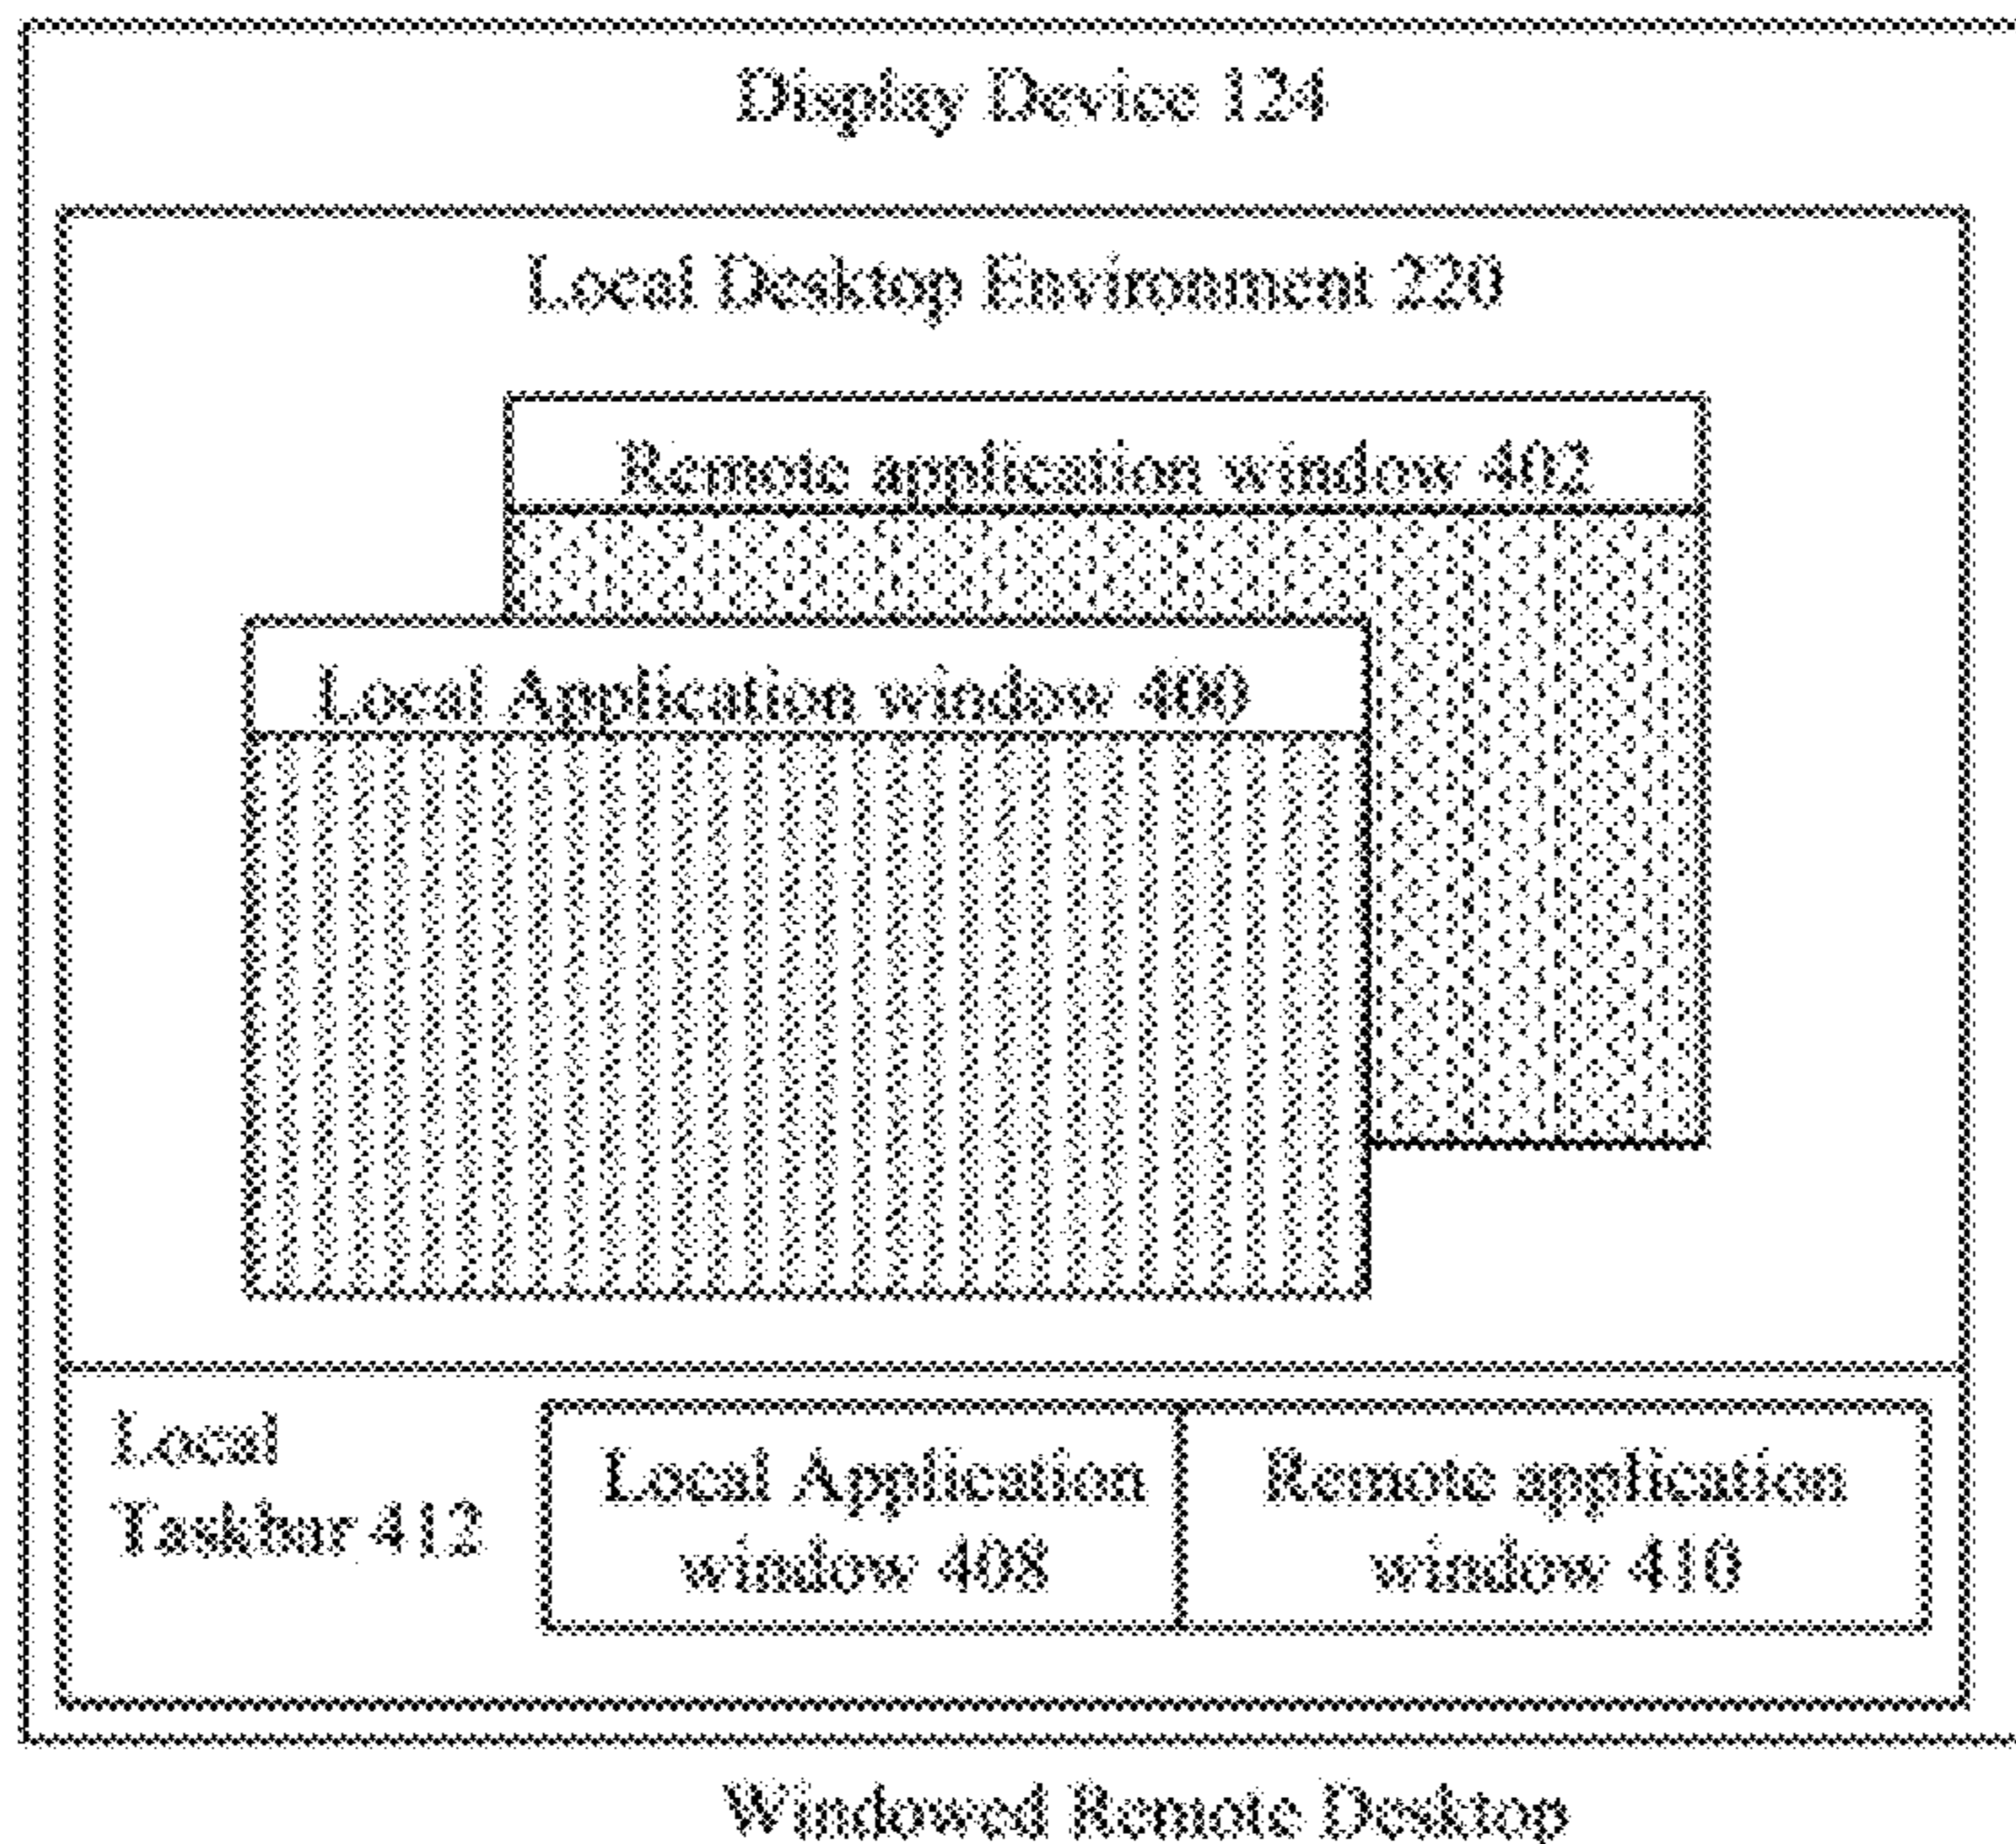 Display Device 124
Local Desktop Environment 220
Remote application window 402
Local Application window 400
Local
Taskbar 412
Local Application
window 408
Remote application
window 410
Windowed Remote Desktop